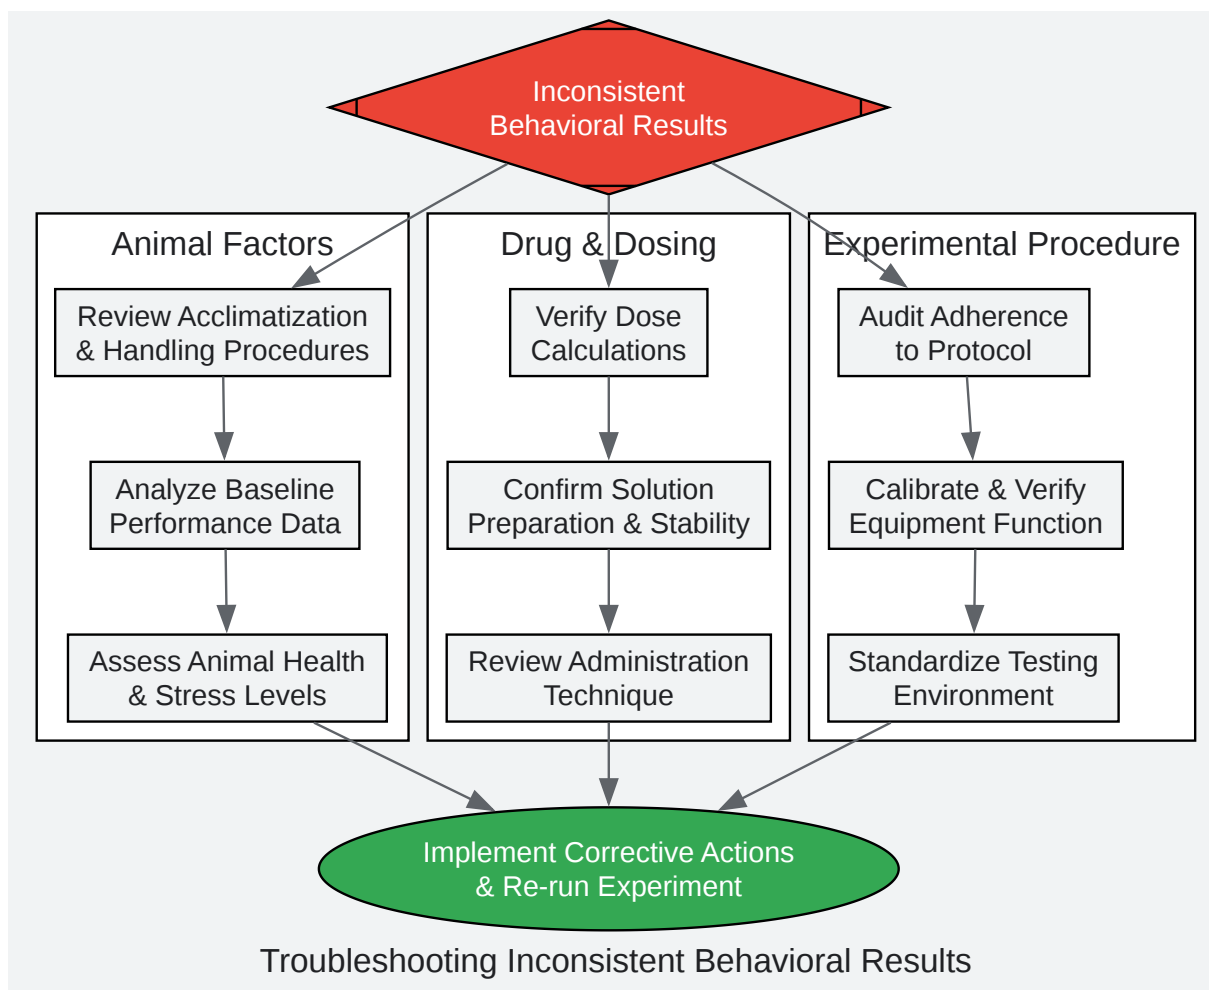 Inconsistent
Behavioral Results
Animal Factors
Review Acclimatization
& Handling Procedures
Analyze Baseline
Performance Data
Assess Animal Health
& Stress Levels
Drug & Dosing
Verify Dose
Calculations
Confirm Solution
Preparation & Stability
Review Administration
Technique
Experimental Procedure
Audit Adherence
to Protocol
Calibrate & Verify
Equipment Function
Standardize Testing
Environment
Implement Corrective Actions
& Re-run Experiment
Troubleshooting Inconsistent Behavioral Results